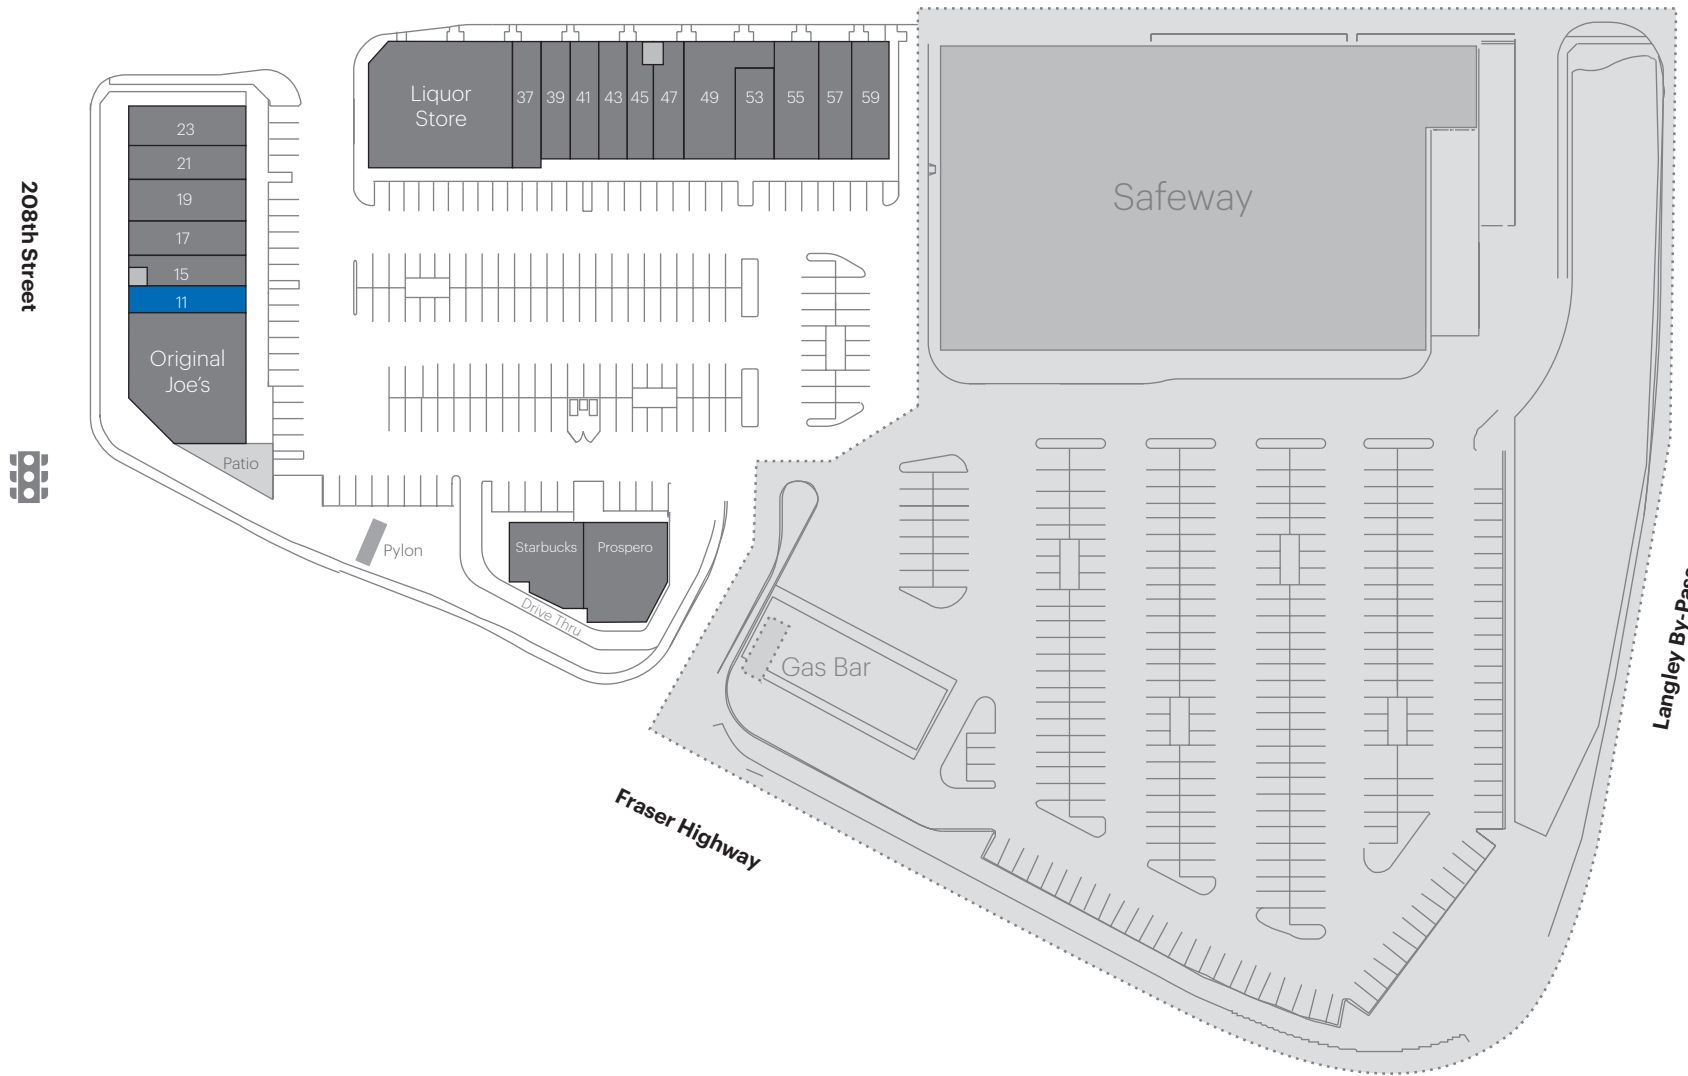 Liquor
Store
37
39
41
43
45
47
49
53
55
57
59
Safeway
208th Street
23
21
19
17
15
11
Original
Joe's
Patio
Pylon
Starbucks
Prospero
Drive Thru
Gas Bar
Fraser Highway
Langley